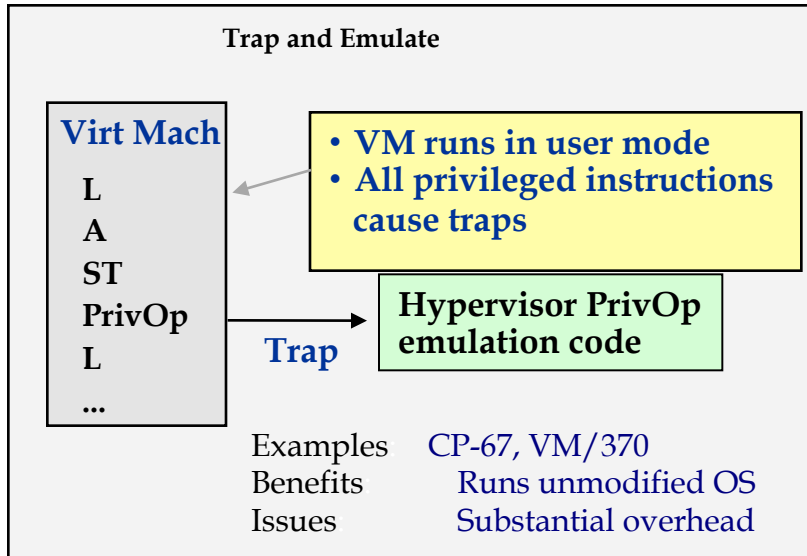 Trap and Emulate
Virt Mach
L
A
ST
PrivOp
L
...
• VM runs in user mode
• All privileged instructions
cause traps
Trap
Hypervisor PrivOp
emulation code
Examples: CP-67, VM/370
Benefits: Runs unmodified OS
Issues: Substantial overhead